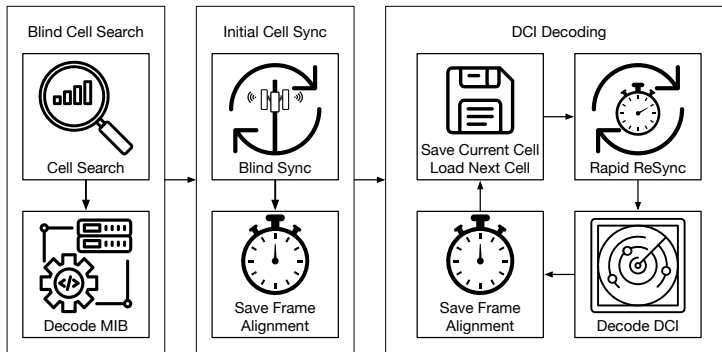 Blind Cell Search
Cell Search
</>
Decode MIB
Initial Cell Sync
Blind Sync
Save Frame
Alignment
DCI Decoding
Save Current Cell
Load Next Cell
Rapid ReSync
Save Frame
Alignment
Decode DCI